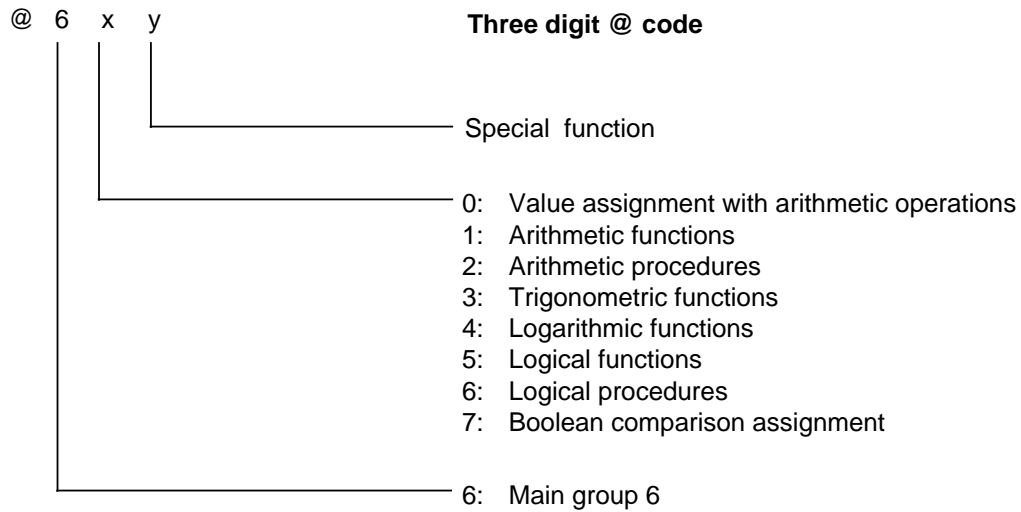 @ 6 x y Three digit @ code
Special function
0: Value assignment with arithmetic operations
1: Arithmetic functions
2: Arithmetic procedures
3: Trigonometric functions
4: Logarithmic functions
5: Logical functions
6: Logical procedures
7: Boolean comparison assignment
6: Main group 6